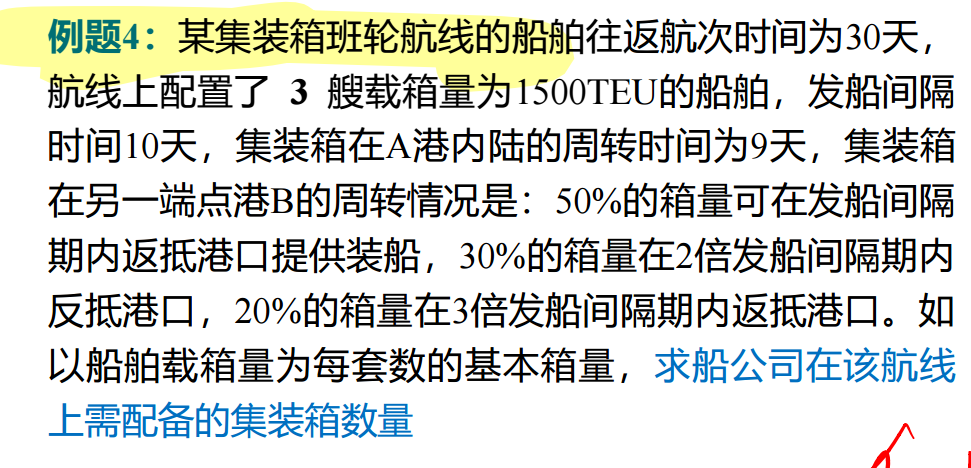 例题4：某集装箱班轮航线的船舶往返航次时间为30天，
航线上配置了 3 艘载箱量为1500TEU的船舶，发船间隔
时间10天，集装箱在A港内陆的周转时间为9天，集装箱
在另一端点港B的周转情况是：50%的箱量可在发船间隔
期内返抵港口提供装船，30%的箱量在2倍发船间隔期内
反抵港口，20%的箱量在3倍发船间隔期内返抵港口。如
以船舶载箱量为每套数的基本箱量，求船公司在该航线
上需配备的集装箱数量